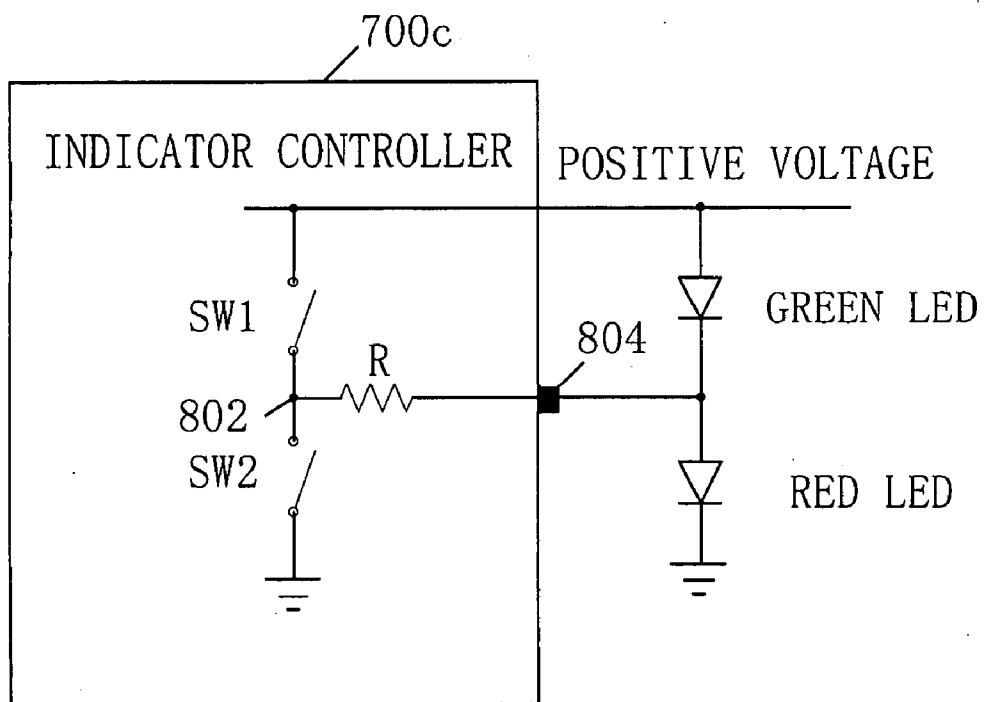 700c
INDICATOR CONTROLLER
POSITIVE VOLTAGE
SW1
GREEN LED
804
R
802
SW2
RED LED